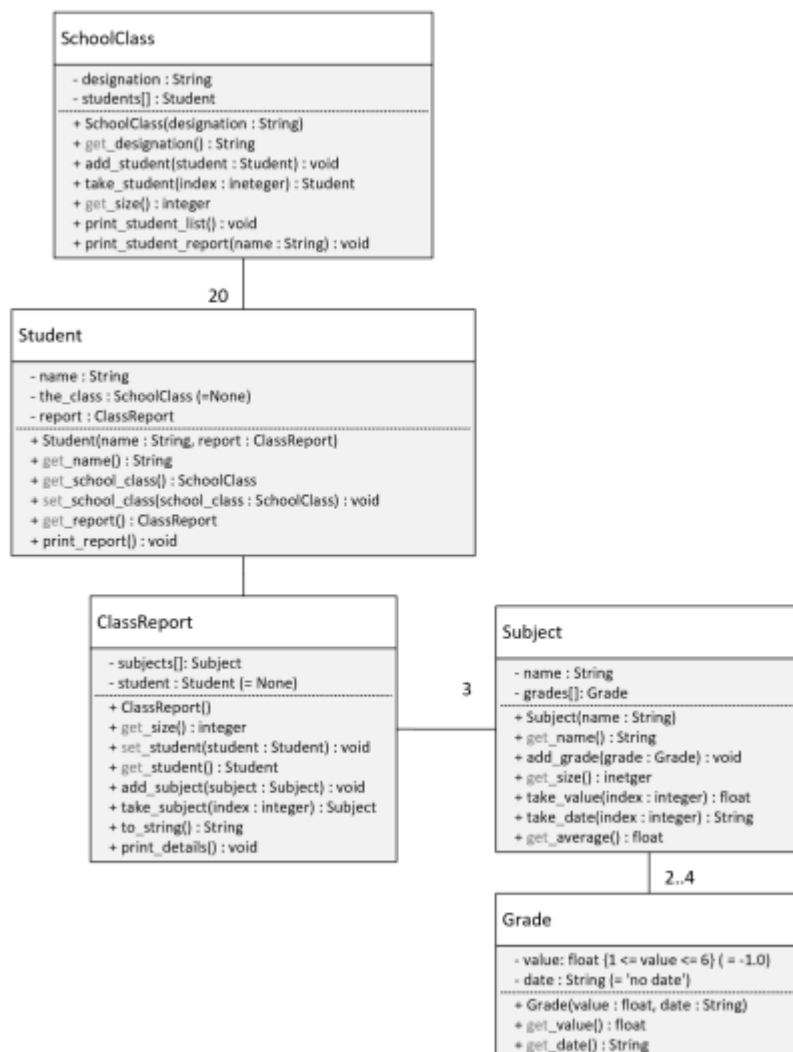 SchoolClass
- designation : String
- students[] : Student
+ SchoolClass(designation : String)
+ get_designation() : String
+ add_student(student : Student) : void
+ take_student(index : ineteger) : Student
+ get_size() : integer
+ print_student_list() : void
+ print_student_report(name : String) : void
20
Student
- name : String
- the_class : SchoolClass (=None)
- report : ClassReport
+ Student(name : String, report : ClassReport)
+ get_name() : String
+ get_school_class() : SchoolClass
+ set_school_class(school_class : SchoolClass) : void
+ get_report() : ClassReport
+ print_report() : void
ClassReport
- subjects[]: Subject
- student : Student (= None)
+ ClassReport()
+ get_size() : integer
+ set_student(student : Student) : void
+ get_student() : Student
+ add_subject(subject : Subject) : void
+ take_subject(index : integer) : Subject
+ to_string() : String
+ print_details() : void
3
Subject
- name : String
- grades[]: Grade
+ Subject(name : String)
+ get_name() : String
+ add_grade(grade : Grade) : void
+ get_size() : inetger
+ take_value(index : integer) : float
+ take_date(index : integer) : String
+ get_average() : float
2..4
Grade
- value: float {1 <= value <= 6} ( = -1.0)
- date : String (= 'no date')
+ Grade(value : float, date : String)
+ get_value() : float
+ get_date() : String